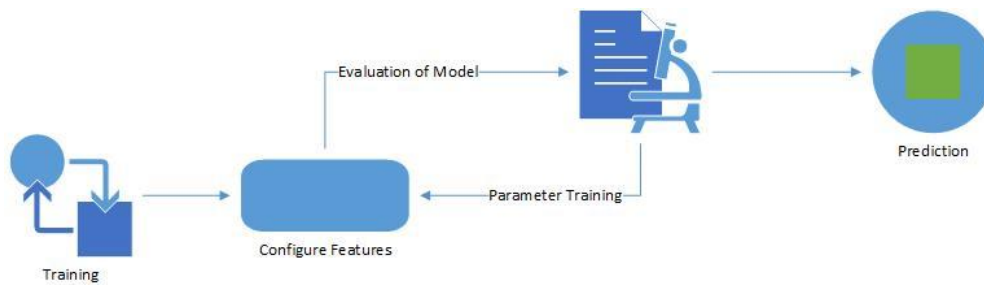 Evaluation of Model
Prediction
Parameter Training
Configure Features
Training